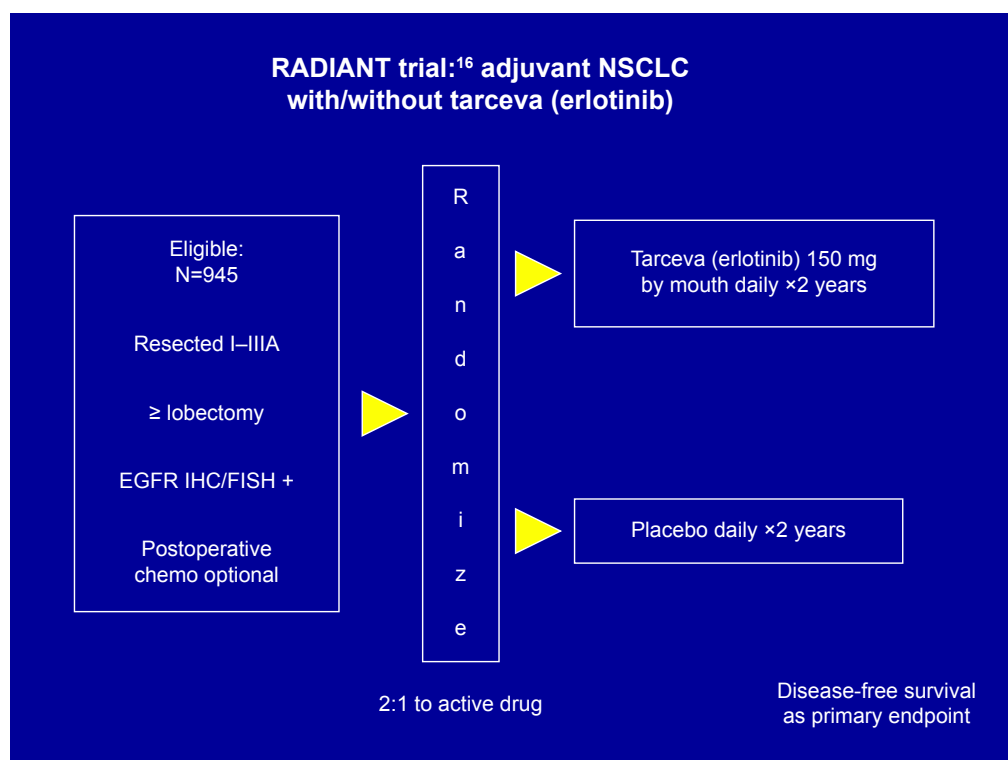 RADIANT trial:16 adjuvant NSCLC
with/without tarceva (erlotinib)
Eligible:
N=945
Resected I–IIIA
≥ lobectomy
EGFR IHC/FISH +
Postoperative
chemo optional
R
a
n
d
o
m
i
z
e
2:1 to active drug
Tarceva (erlotinib) 150 mg
by mouth daily ×2 years
Placebo daily ×2 years
Disease-free survival
as primary endpoint